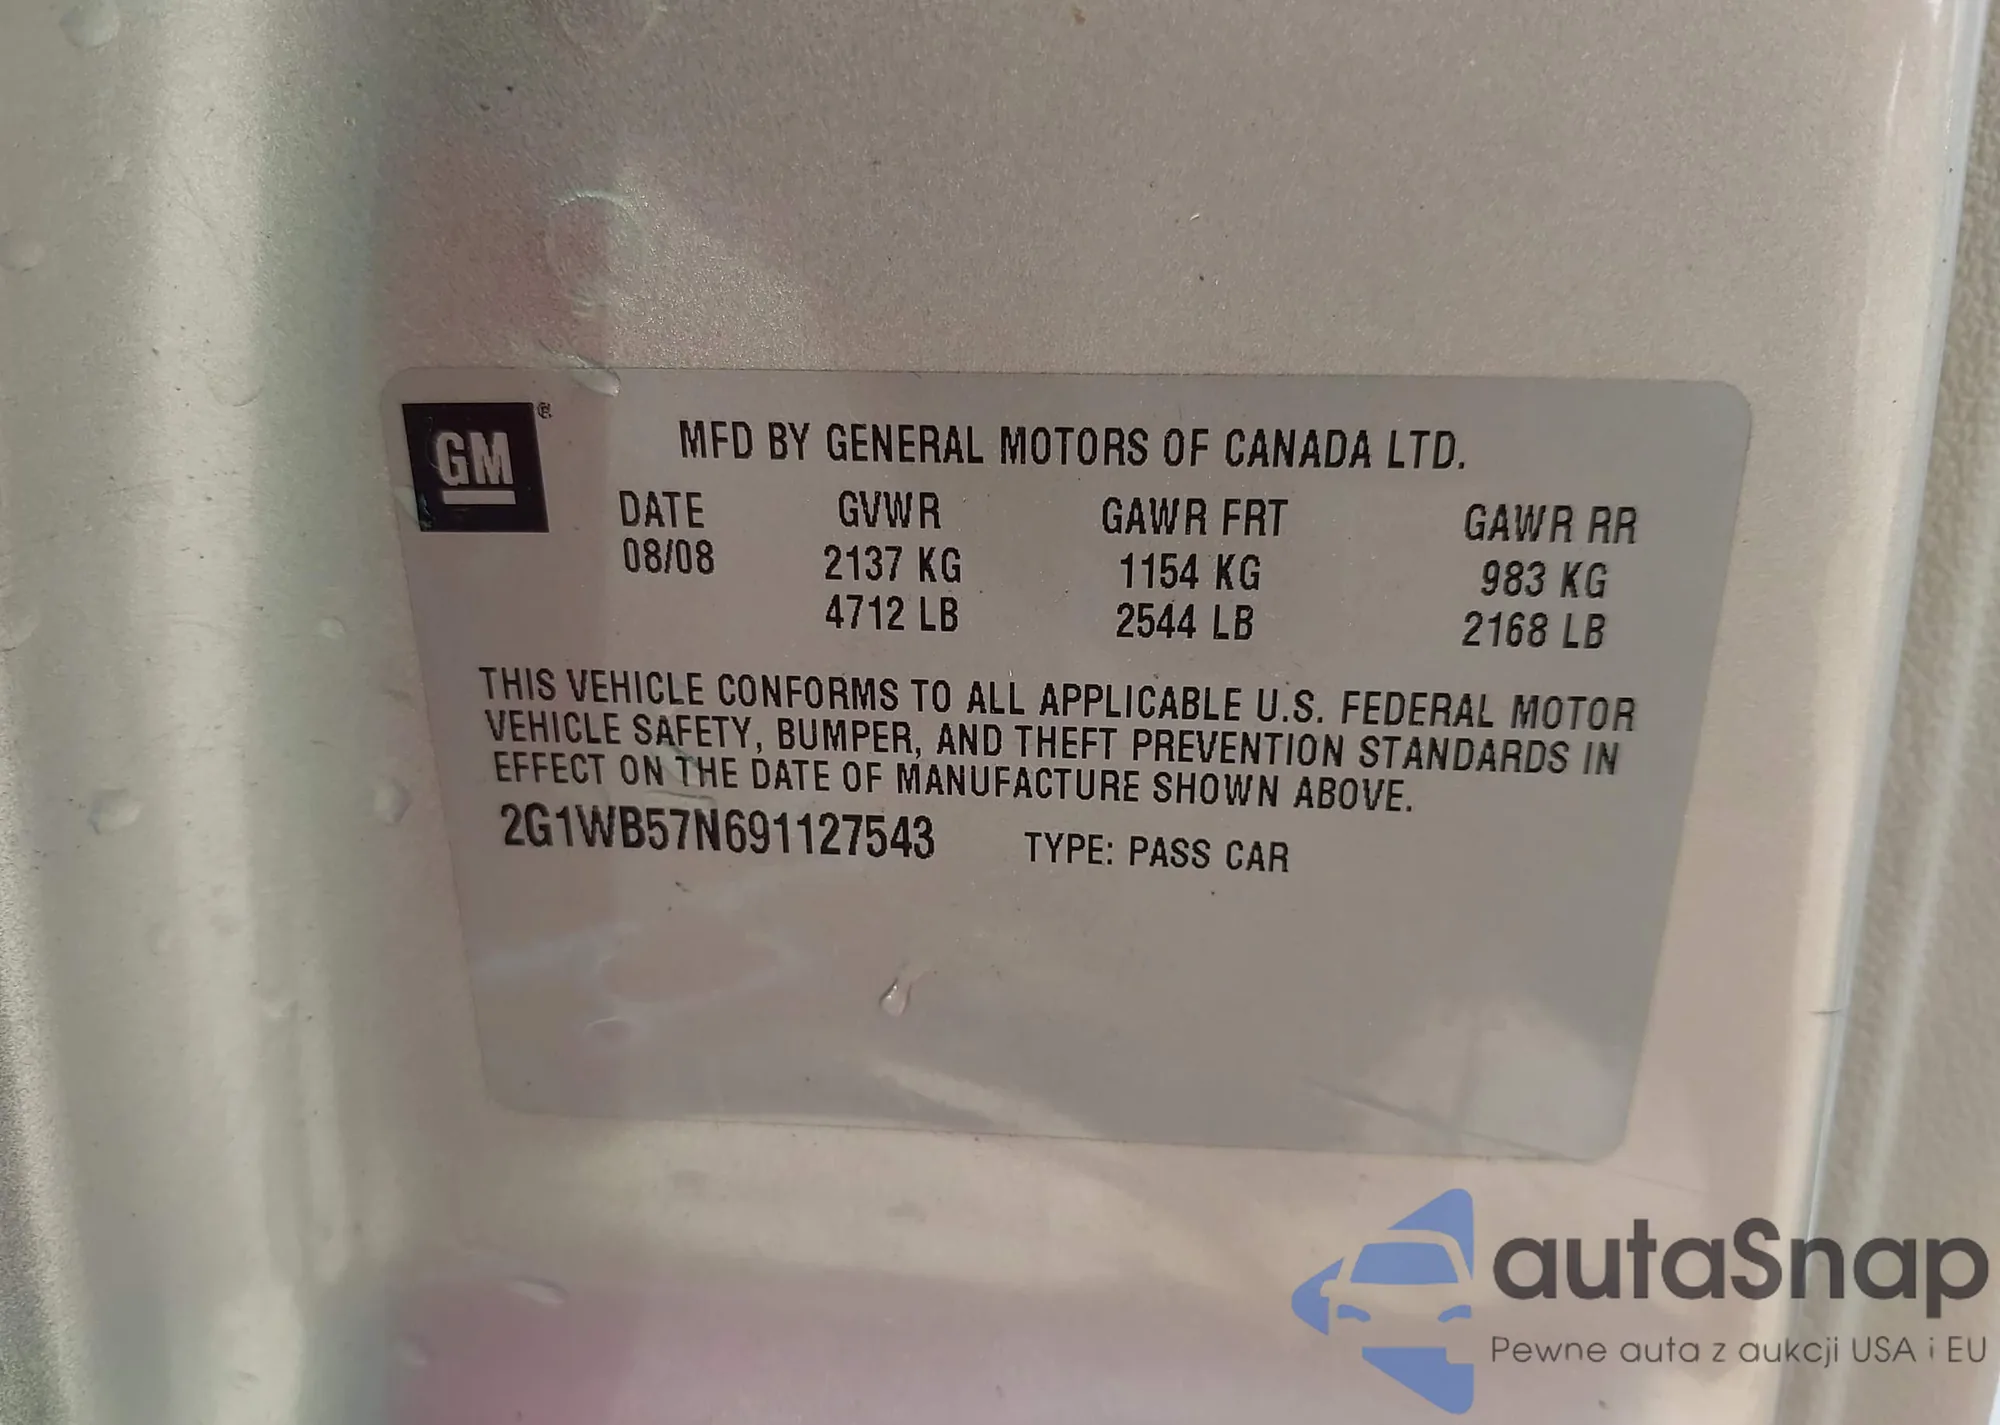 GM®
MFD BY GENERAL MOTORS OF CANADA LTD.
DATE GVWR GAWR FRT GAWR RR
08/08 2137 KG 1154 KG 983 KG
4712 LB 2544 LB 2168 LB
THIS VEHICLE CONFORMS TO ALL APPLICABLE U.S. FEDERAL MOTOR
VEHICLE SAFETY, BUMPER, AND THEFT PREVENTION STANDARDS IN
EFFECT ON THE DATE OF MANUFACTURE SHOWN ABOVE.
2G1WB57N691127543 TYPE: PASS CAR
autaSnap
Pewne auta z aukcji USA i EU